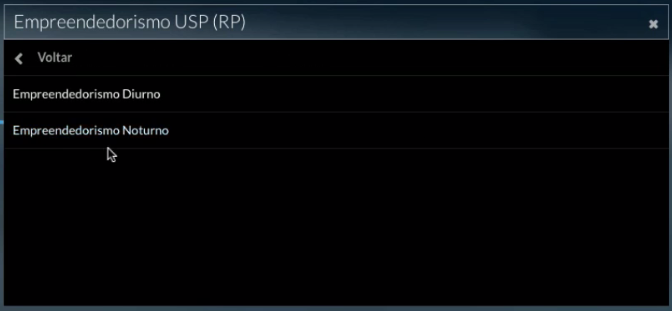 Empreendedorismo USP (RP)
Voltar
Empreendedorismo Diurno
Empreendedorismo Noturno